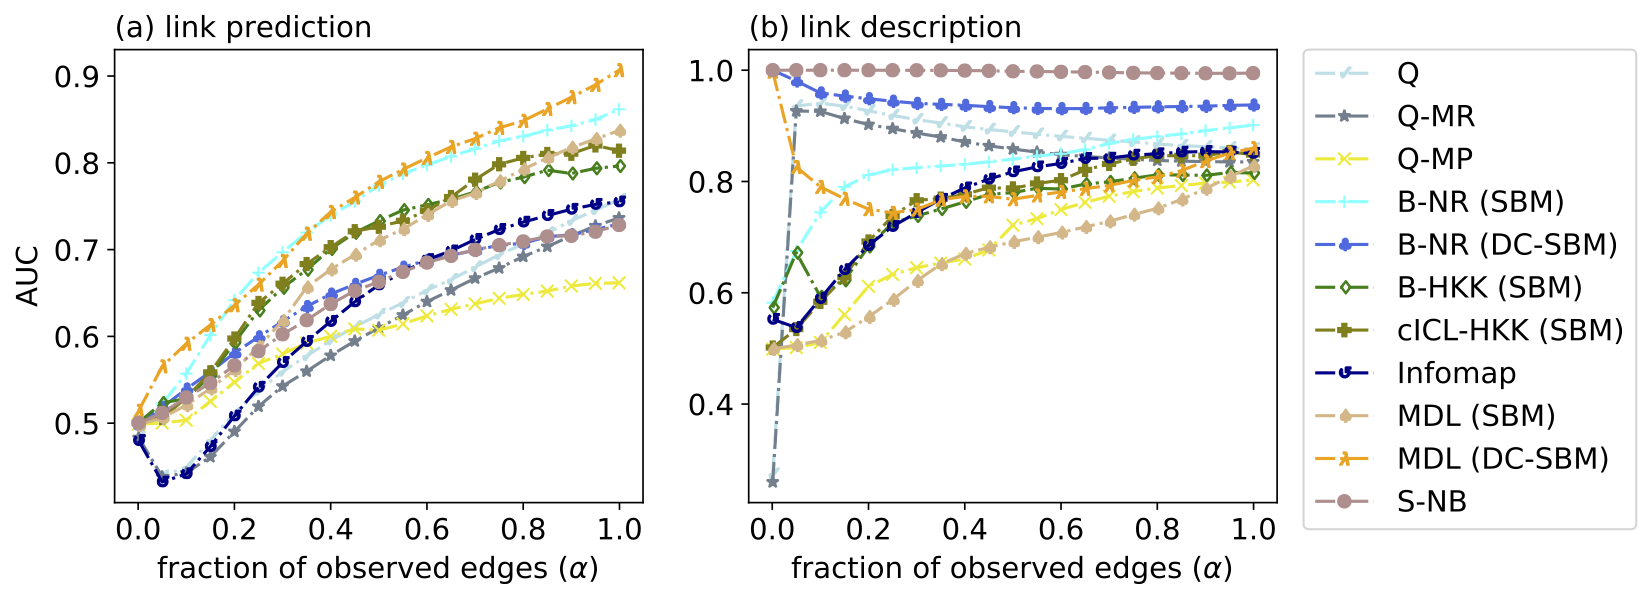 (a) link prediction
(b) link description
AUC
0.9
0.8
0.7
0.6
0.5
0.0 0.2 0.4 0.6 0.8 1.0
fraction of observed edges (α)
1.0
0.8
0.6
0.4
0.0 0.2 0.4 0.6 0.8 1.0
fraction of observed edges (α)
Q
Q-MR
Q-MP
B-NR (SBM)
B-NR (DC-SBM)
B-HKK (SBM)
cICL-HKK (SBM)
Infomap
MDL (SBM)
MDL (DC-SBM)
S-NB